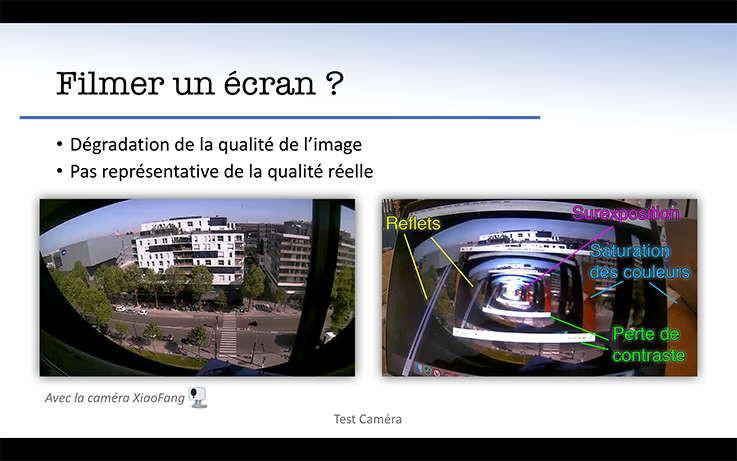 Filmer un écran ?
• Dégradation de la qualité de l’image
• Pas représentative de la qualité réelle
Reflets
Surexposition
Saturation
des couleurs
Perte de
contraste
Avec la caméra XiaoFang
Test Caméra